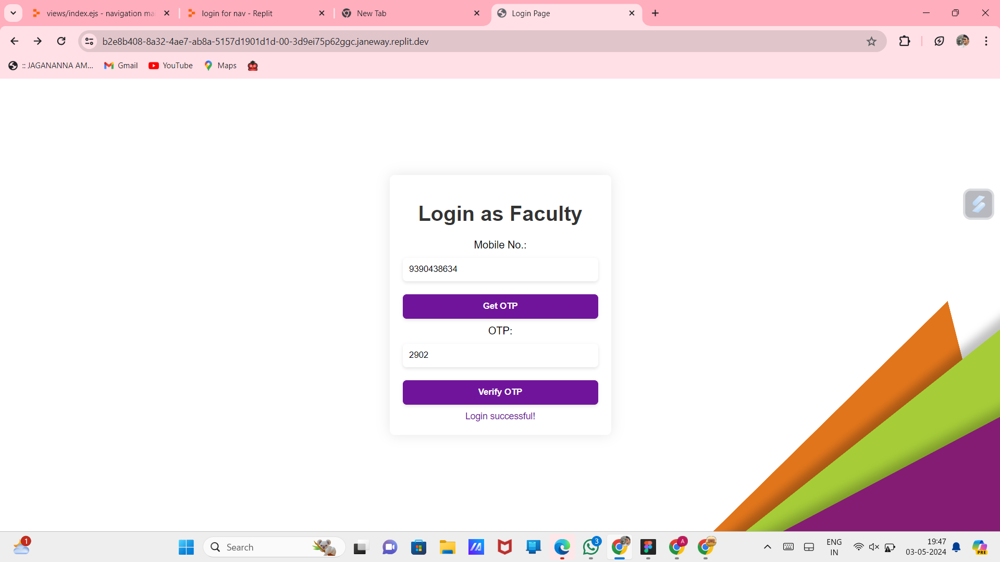 views/index.ejs - navigation ma
login for nav - Replit
New Tab
Login Page
b2e8b408-8a32-4ae7-ab8a-5157d1901d1d-00-3d9ei75p62ggc.janeway.replit.dev
:: JAGANANNA AM...
Gmail
YouTube
Maps
Login as Faculty
Mobile No.:
9390438634
Get OTP
OTP:
2902
Verify OTP
Login successful!
1
Search
3
A
ENG
IN
19:47
03-05-2024
PRE